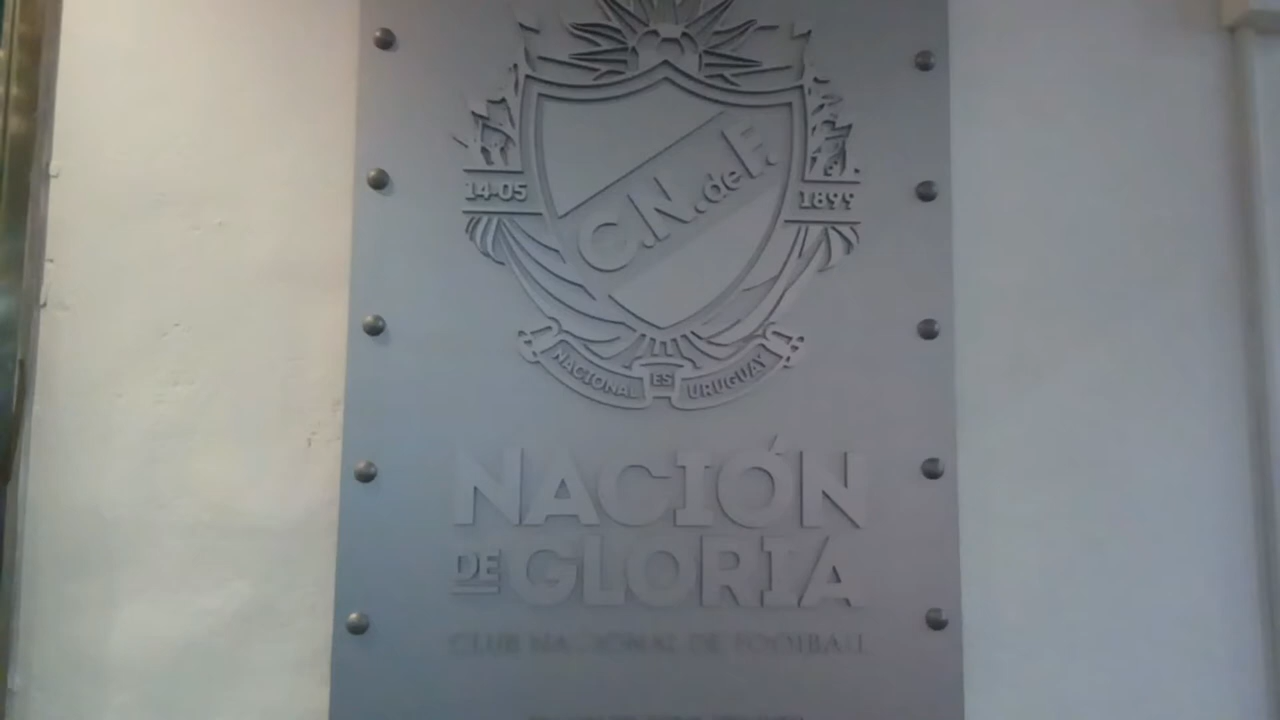 14-05
1899
C.N. de F.
NACIONAL ES URUGUAY
NACIÓN
DE GLORIA
CLUB NACIONAL DE FOOTBALL